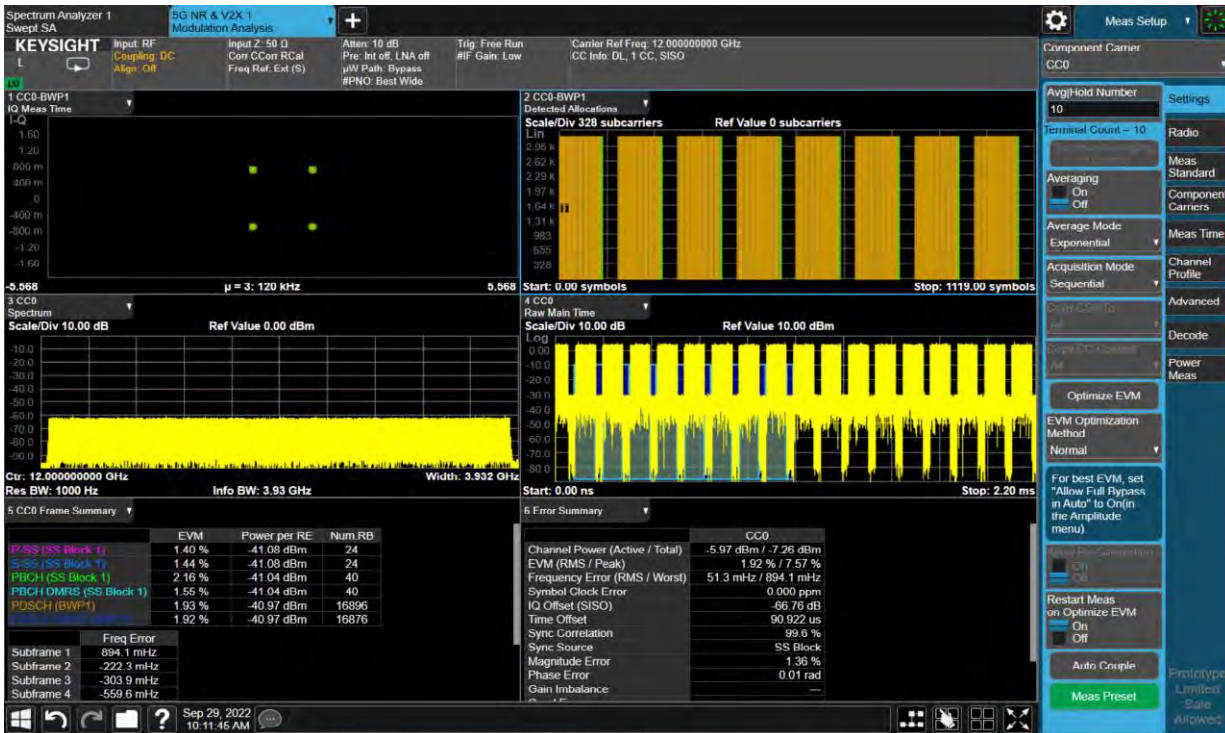 Spectrum Analyzer 1
Swept SA
5G NR & V2X 1
Modulation Analysis
Meas Setup
KEYSIGHT
L
Input: RF
Coupling: DC
Align: Off
Input Z: 50 Ω
Corr CCorr RCal
Freq Ref: Ext (S)
Atten: 10 dB
Pre: Int off, LNA off
µW Path: Bypass
#PNO: Best Wide
Trig: Free Run
#IF Gain: Low
Carrier Ref Freq: 12.000000000 GHz
CC Info: DL, 1 CC, SISO
1 CC0-BWP1
IQ Meas Time
I-Q
1.60
1.20
800 m
400 m
0
-400 m
-800 m
-1.20
-1.60
-5.568
µ = 3: 120 kHz
5.568
2 CC0-BWP1
Detected Allocations
Scale/Div 328 subcarriers
Ref Value 0 subcarriers
Lin
2.95 k
2.62 k
2.29 k
1.97 k
1.64 k
1.31 k
983
655
328
Start: 0.00 symbols
Stop: 1119.00 symbols
3 CC0
Spectrum
Scale/Div 10.00 dB
Ref Value 0.00 dBm
-10.0
-20.0
-30.0
-40.0
-50.0
-60.0
-70.0
-80.0
-90.0
Ctr: 12.000000000 GHz
Width: 3.932 GHz
Res BW: 1000 Hz
Info BW: 3.93 GHz
4 CC0
Raw Main Time
Scale/Div 10.00 dB
Ref Value 10.00 dBm
Log
0.00
-10.0
-20.0
-30.0
-40.0
-50.0
-60.0
-70.0
-80.0
Start: 0.00 ns
Stop: 2.20 ms
5 CC0 Frame Summary
EVM Power per RE Num.RB
P-SS (SS Block 1) 1.40 % -41.08 dBm 24
S-SS (SS Block 1) 1.44 % -41.08 dBm 24
PBCH (SS Block 1) 2.16 % -41.04 dBm 40
PBCH DMRS (SS Block 1) 1.55 % -41.04 dBm 40
PDSCH (BWP1) 1.93 % -40.97 dBm 16896
1.92 % -40.97 dBm 16876
Freq Error
Subframe 1 894.1 mHz
Subframe 2 -222.3 mHz
Subframe 3 -303.9 mHz
Subframe 4 -559.6 mHz
6 Error Summary
CC0
Channel Power (Active / Total) -5.97 dBm / -7.26 dBm
EVM (RMS / Peak) 1.92 % / 7.57 %
Frequency Error (RMS / Worst) 51.3 mHz / 894.1 mHz
Symbol Clock Error 0.000 ppm
IQ Offset (SISO) -66.76 dB
Time Offset 90.922 us
Sync Correlation 99.6 %
Sync Source SS Block
Magnitude Error 1.36 %
Phase Error 0.01 rad
Gain Imbalance —
Component Carrier
CC0
Avg|Hold Number
10
Terminal Count – 10
Averaging
On
Off
Average Mode
Exponential
Acquisition Mode
Sequential
All
Optimize EVM
EVM Optimization
Method
Normal
For best EVM, set
"Allow Full Bypass
in Auto" to On(in
the Amplitude
menu)
On
Off
Restart Meas
on Optimize EVM
On
Off
Auto Couple
Meas Preset
Settings
Radio
Meas
Standard
Component
Carriers
Meas Time
Channel
Profile
Advanced
Decode
Power
Meas
Prototype
Limited
Sale
Allowed
Sep 29, 2022
10:11:45 AM